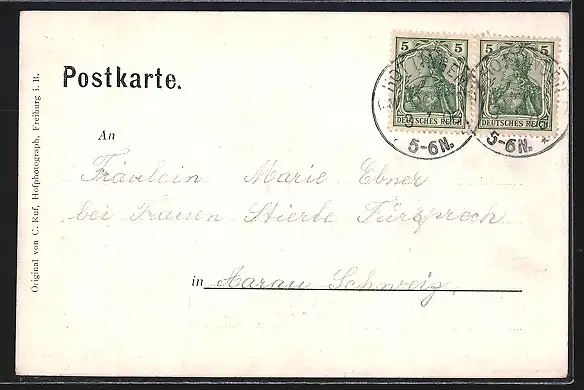 Postkarte.
5 5 5 5
DEUTSCHES REICH DEUTSCHES REICH
5-6N. 5-6N.
An
Fräulein Marie Ebner
bei Frauen Stierle Fürsprech
in Aarau Schweiz.
Original von C. Ruf, Hofphotograph, Freiburg i. B.